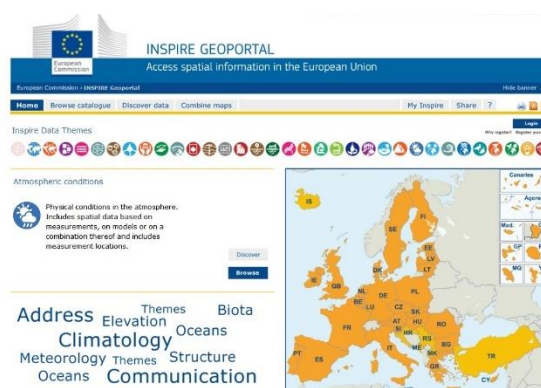 European
Commission
INSPIRE GEOPORTAL
Access spatial information in the European Union
European Commission › INSPIRE Geoportal
Hide banner
Home
Browse catalogue
Discover data
Combine maps
My Inspire
Share
?
Inspire Data Themes
Login
Why register?
Atmospheric conditions
Physical conditions in the atmosphere.
Includes spatial data based on
measurements, on models or on a
combination thereof and includes
measurement locations.
Discover
Browse
Address
Elevation
Themes
Biota
Climatology
Oceans
Meteorology
Themes
Structure
Oceans
Communication
Canaries
Mad.
GP
MQ
IS
SE
FI
EE
LV
LT
DK
IE
GB
NL
BE
LU
DE
PL
CZ
SK
AT
HU
RO
SI
HR
FR
RS
BG
IT
ME
MK
PT
ES
GR
TR
CY